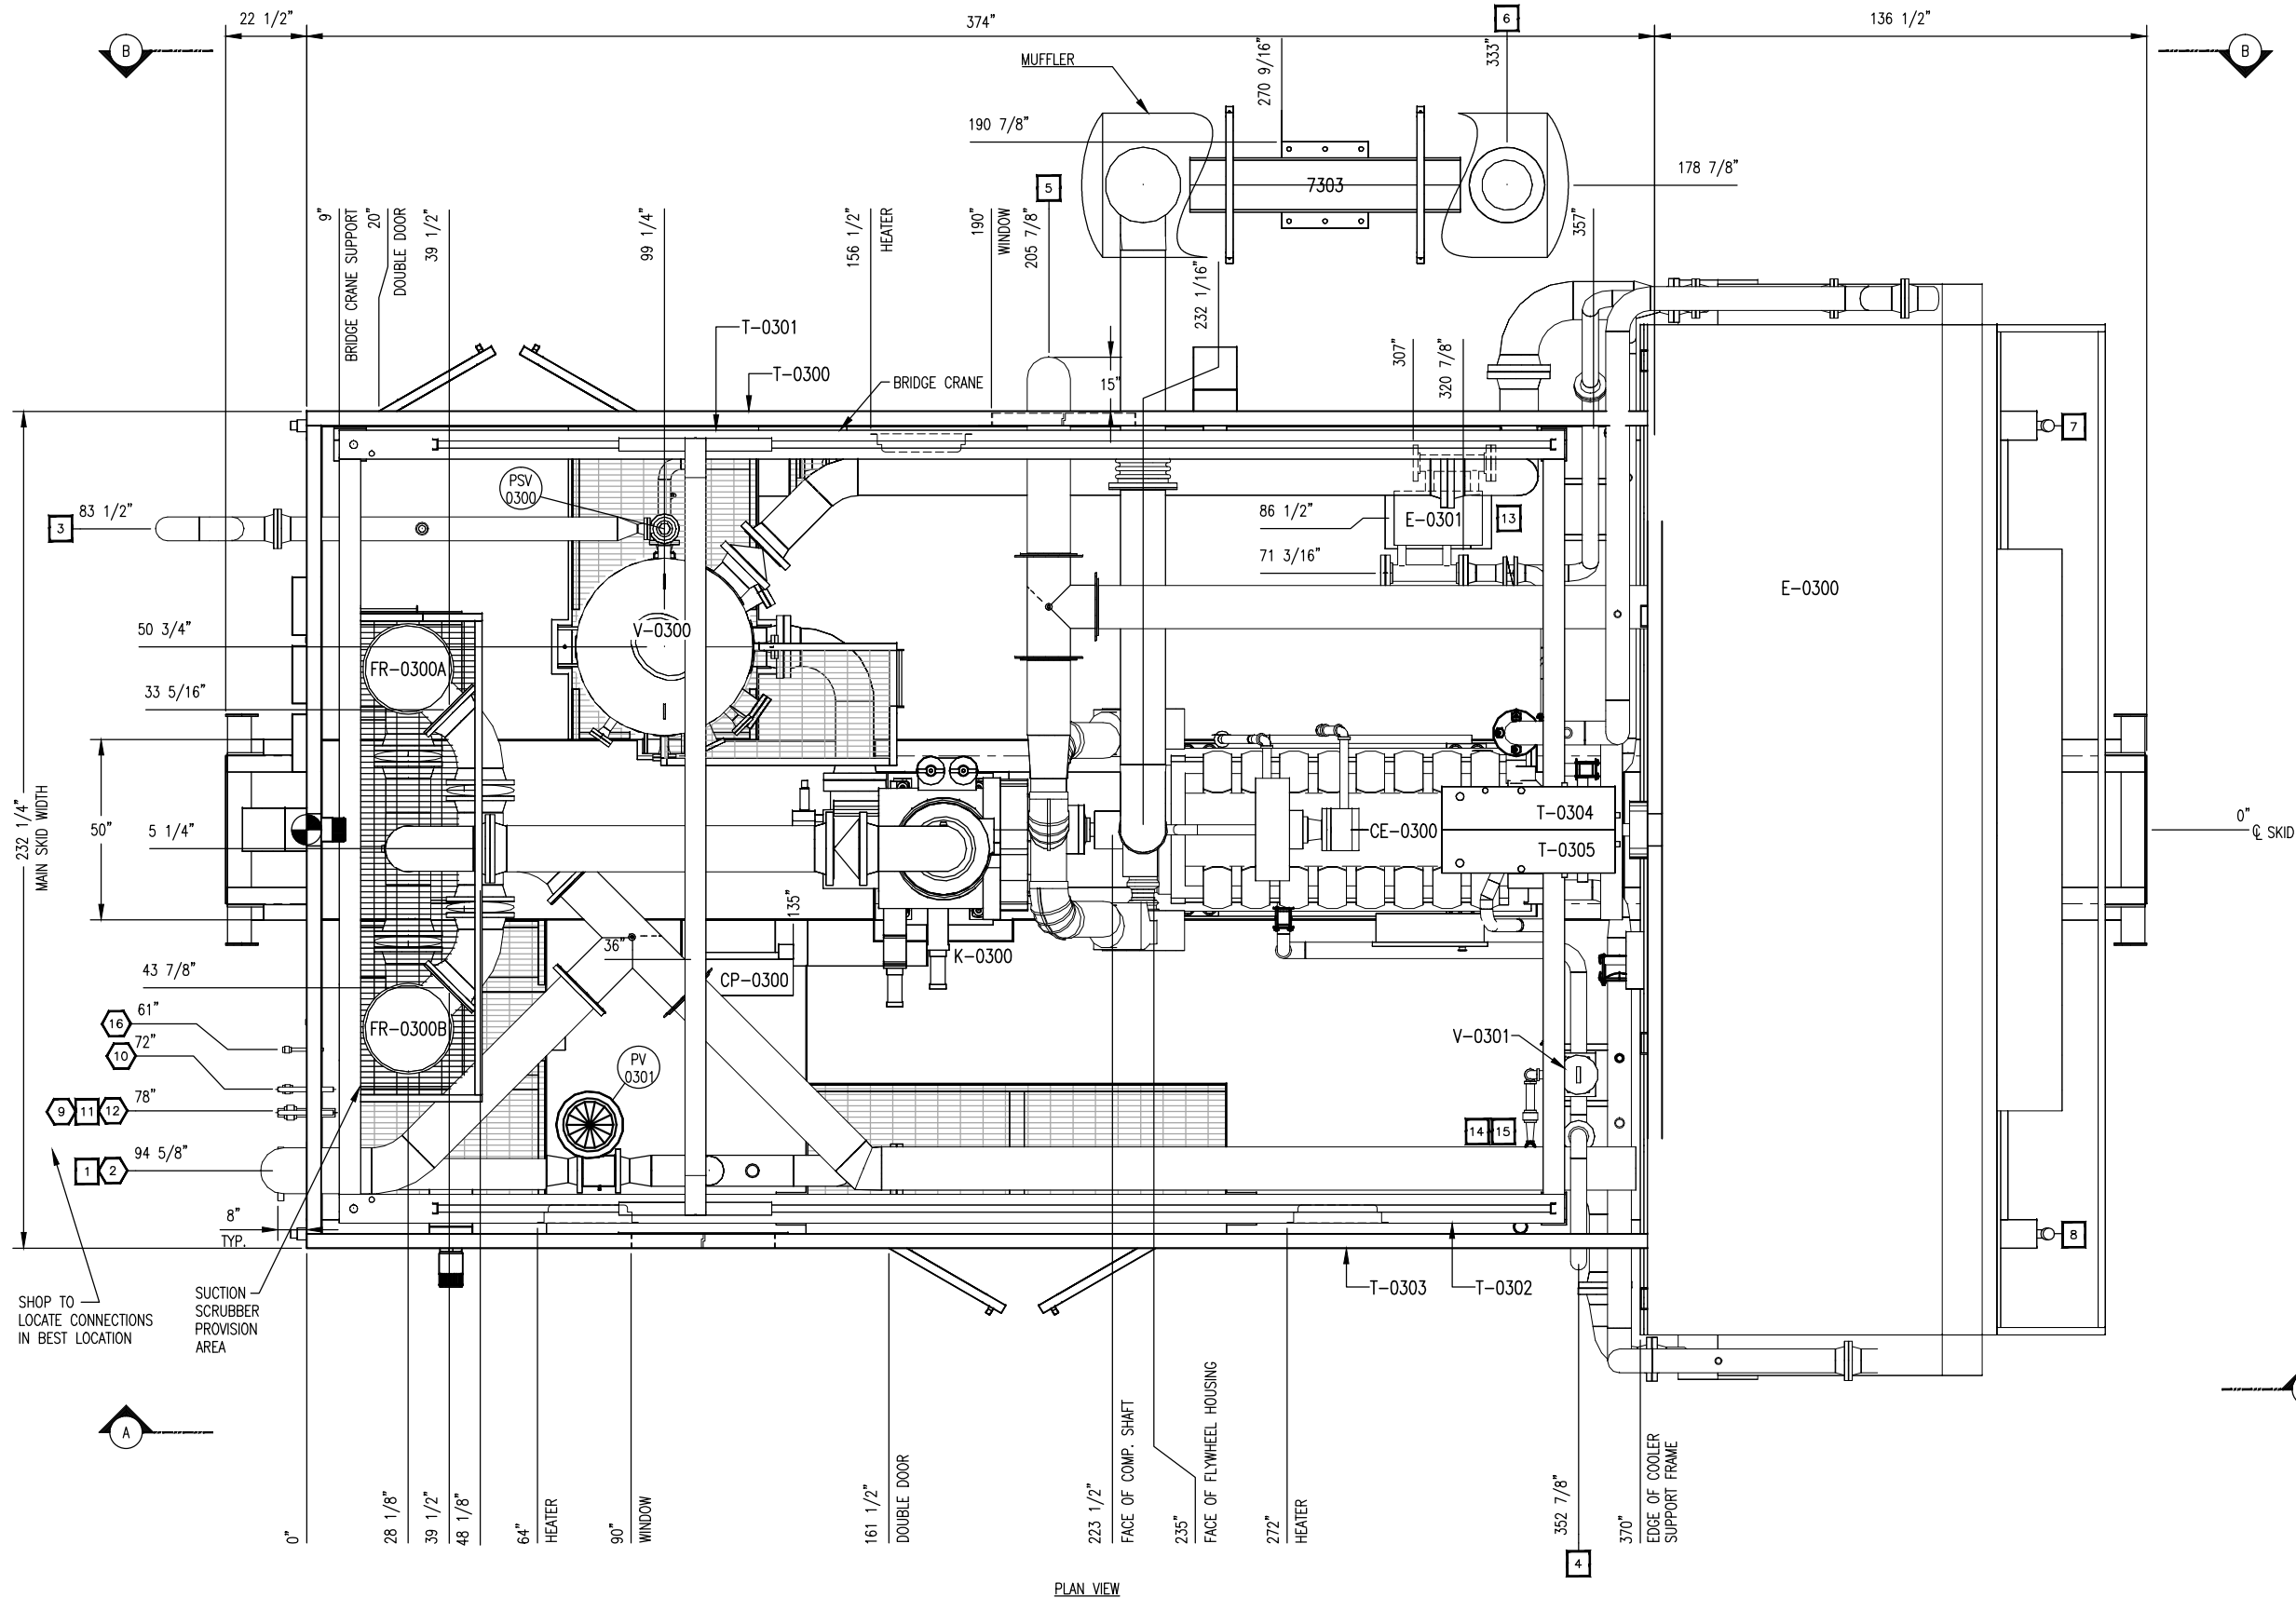 22 1/2"
374"
136 1/2"
6
B
B
MUFFLER
270 9/16"
333"
190 7/8"
178 7/8"
7303
5
9"
BRIDGE CRANE SUPPORT
20"
DOUBLE DOOR
39 1/2"
99 1/4"
156 1/2"
HEATER
190"
WINDOW
205 7/8"
232 1/16"
357"
T-0301
T-0300
BRIDGE CRANE
15"
307"
320 7/8"
7
PSV
0300
3
83 1/2"
86 1/2"
E-0301
13
71 3/16"
E-0300
50 3/4"
V-0300
FR-0300A
33 5/16"
232 1/4"
MAIN SKID WIDTH
50"
5 1/4"
T-0304
CE-0300
T-0305
0"
℄ SKID
135"
36"
K-0300
CP-0300
43 7/8"
FR-0300B
16
61"
10
72"
V-0301
PV
0301
9
11
12
78"
14
15
1
2
94 5/8"
8"
TYP.
8
SHOP TO
LOCATE CONNECTIONS
IN BEST LOCATION
SUCTION
SCRUBBER
PROVISION
AREA
T-0303
T-0302
A
0"
28 1/8"
39 1/2"
48 1/8"
64"
HEATER
90"
WINDOW
161 1/2"
DOUBLE DOOR
223 1/2"
FACE OF COMP. SHAFT
235"
FACE OF FLYWHEEL HOUSING
272"
HEATER
352 7/8"
370"
EDGE OF COOLER
SUPPORT FRAME
4
PLAN VIEW